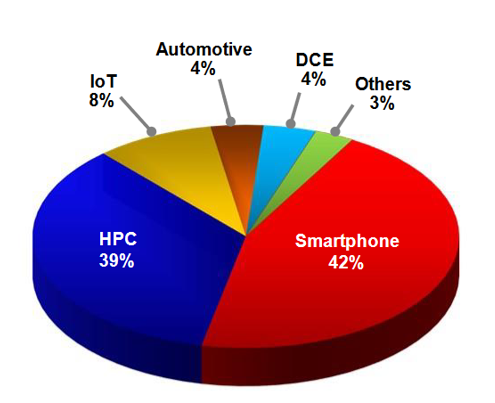 Automotive
4%
DCE
4%
IoT
8%
Others
3%
HPC
39%
Smartphone
42%